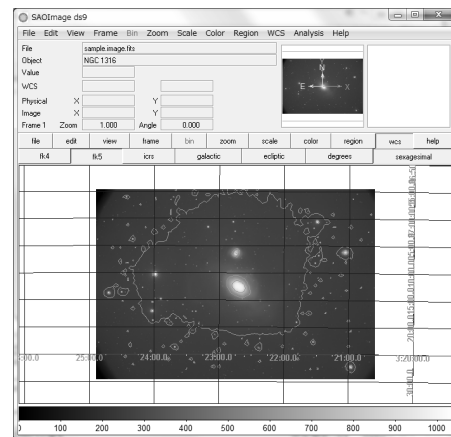 SAOImage ds9
File Edit View Frame Bin Zoom Scale Color Region WCS Analysis Help
File sample.image.fits
Object NGC 1316
Value
WCS
Physical X Y
Image X Y
Frame 1 Zoom 1.000 Angle 0.000
N
E X
file edit view frame bin zoom scale color region wcs help
fk4 fk5 icrs galactic ecliptic degrees sexagesimal
24:00.0 23:00.0 22:00.0 21:00.0 3:20:00.0
0 100 200 300 400 500 600 700 800 900 1000